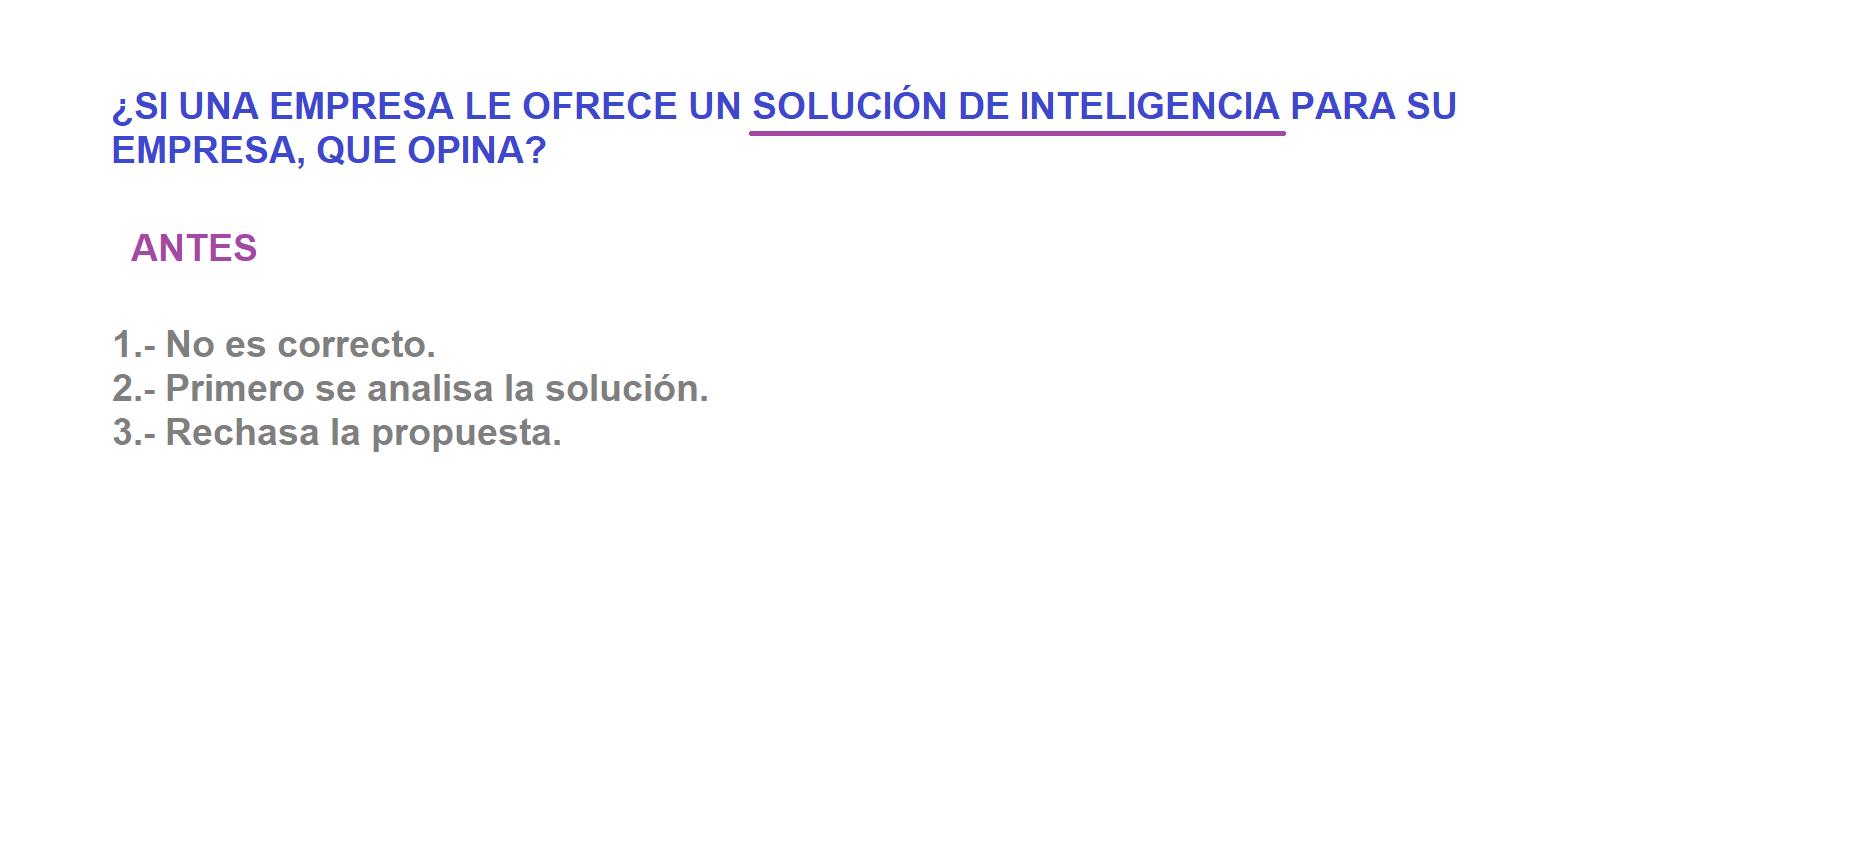 ¿SI UNA EMPRESA LE OFRECE UN SOLUCIÓN DE INTELIGENCIA PARA SU
EMPRESA, QUE OPINA?
ANTES
1.- No es correcto.
2.- Primero se analisa la solución.
3.- Rechasa la propuesta.